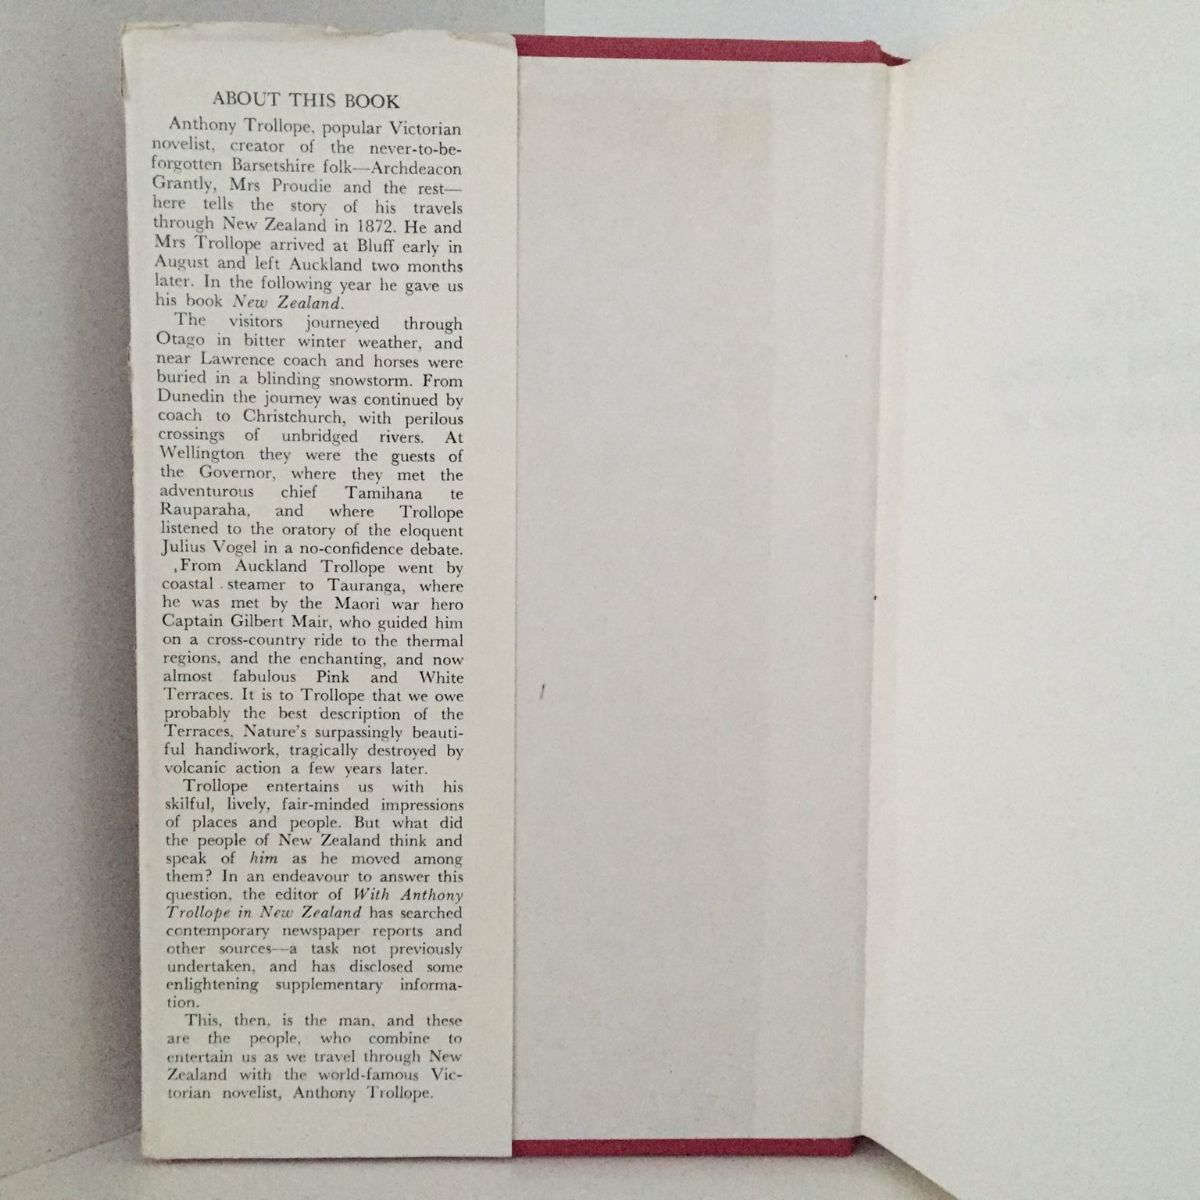 ABOUT THIS BOOK
Anthony Trollope, popular Victorian
novelist, creator of the never-to-be-
forgotten Barsetshire folk—Archdeacon
Grantly, Mrs Proudie and the rest—
here tells the story of his travels
through New Zealand in 1872. He and
Mrs Trollope arrived at Bluff early in
August and left Auckland two months
later. In the following year he gave us
his book New Zealand.
The visitors journeyed through
Otago in bitter winter weather, and
near Lawrence coach and horses were
buried in a blinding snowstorm. From
Dunedin the journey was continued by
coach to Christchurch, with perilous
crossings of unbridged rivers. At
Wellington they were the guests of
the Governor, where they met the
adventurous chief Tamihana te
Rauparaha, and where Trollope
listened to the oratory of the eloquent
Julius Vogel in a no-confidence debate.
From Auckland Trollope went by
coastal steamer to Tauranga, where
he was met by the Maori war hero
Captain Gilbert Mair, who guided him
on a cross-country ride to the thermal
regions, and the enchanting, and now
almost fabulous Pink and White
Terraces. It is to Trollope that we owe
probably the best description of the
Terraces, Nature's surpassingly beauti-
ful handiwork, tragically destroyed by
volcanic action a few years later.
Trollope entertains us with his
skilful, lively, fair-minded impressions
of places and people. But what did
the people of New Zealand think and
speak of him as he moved among
them? In an endeavour to answer this
question, the editor of With Anthony
Trollope in New Zealand has searched
contemporary newspaper reports and
other sources—a task not previously
undertaken, and has disclosed some
enlightening supplementary informa-
tion.
This, then, is the man, and these
are the people, who combine to
entertain us as we travel through New
Zealand with the world-famous Vic-
torian novelist, Anthony Trollope.